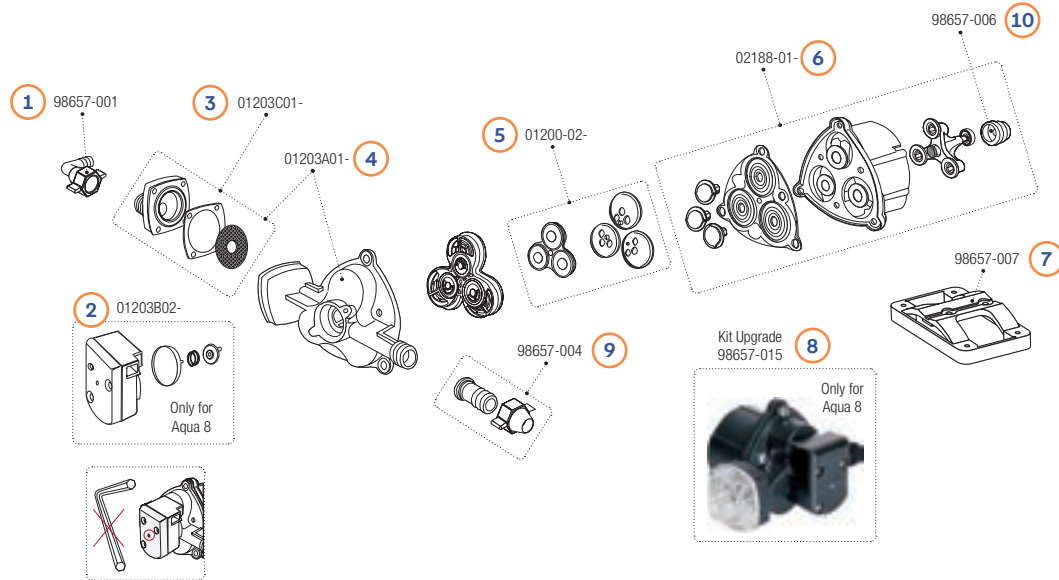 98657-006 10
02188-01- 6
1 98657-001
3 01203C01-
5 01200-02-
01203A01- 4
98657-007 7
2 01203B02-
Only for
Aqua 8
98657-004 9
Kit Upgrade
98657-015
8
Only for
Aqua 8